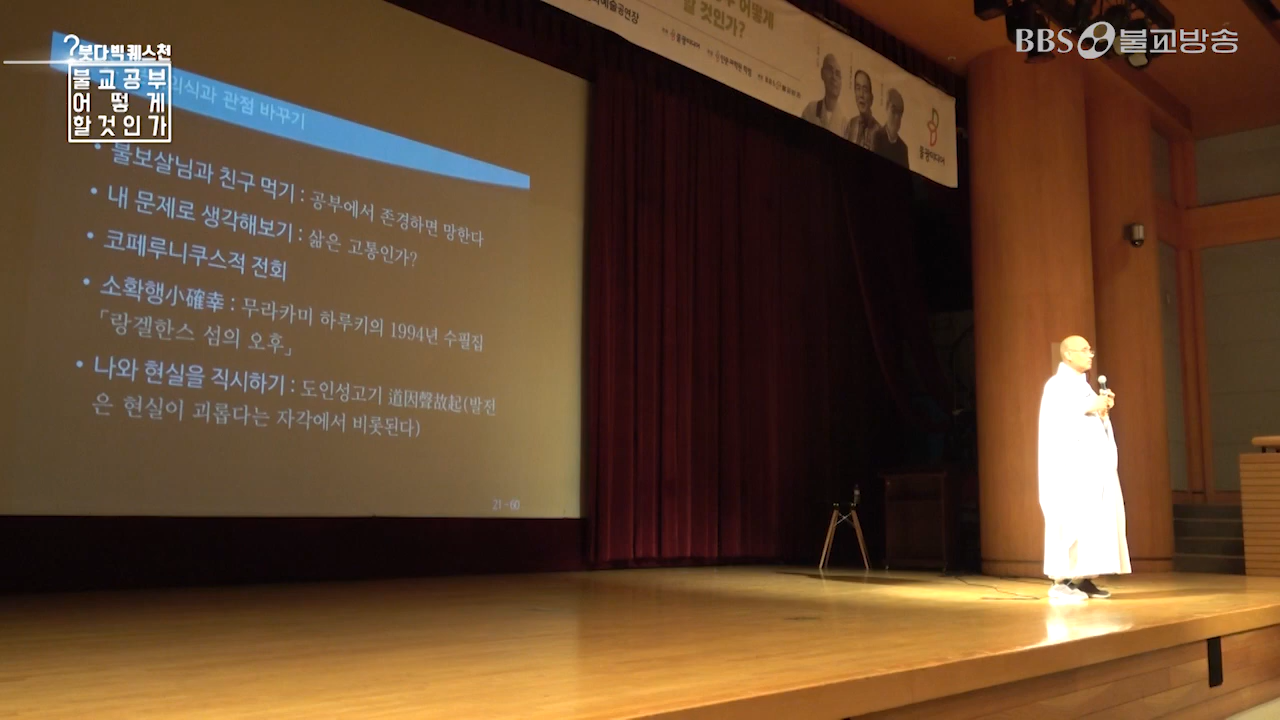 ?붓다빅퀘스천
불교공부
어떻게
할것인가
BBS 불교방송
어떻게
할 것인가?
불광미디어
의식과 관점 바꾸기
• 불보살님과 친구 먹기 : 공부에서 존경하면 망한다
• 내 문제로 생각해보기 : 삶은 고통인가?
• 코페루니쿠스적 전회
• 소확행小確幸 : 무라카미 하루키의 1994년 수필집
「랑겔한스 섬의 오후」
• 나와 현실을 직시하기 : 도인성고기 道因聲故起(발전
은 현실이 괴롭다는 자각에서 비롯된다)
21-60